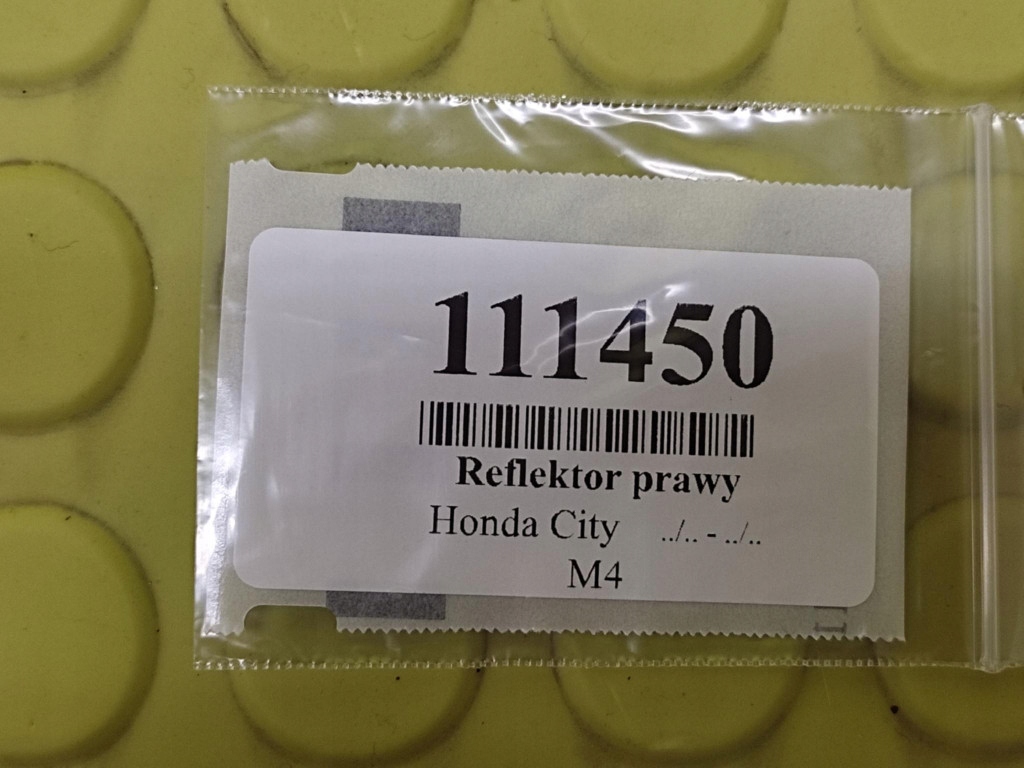 111450
Reflektor prawy
Honda City ../.. - ../..
M4